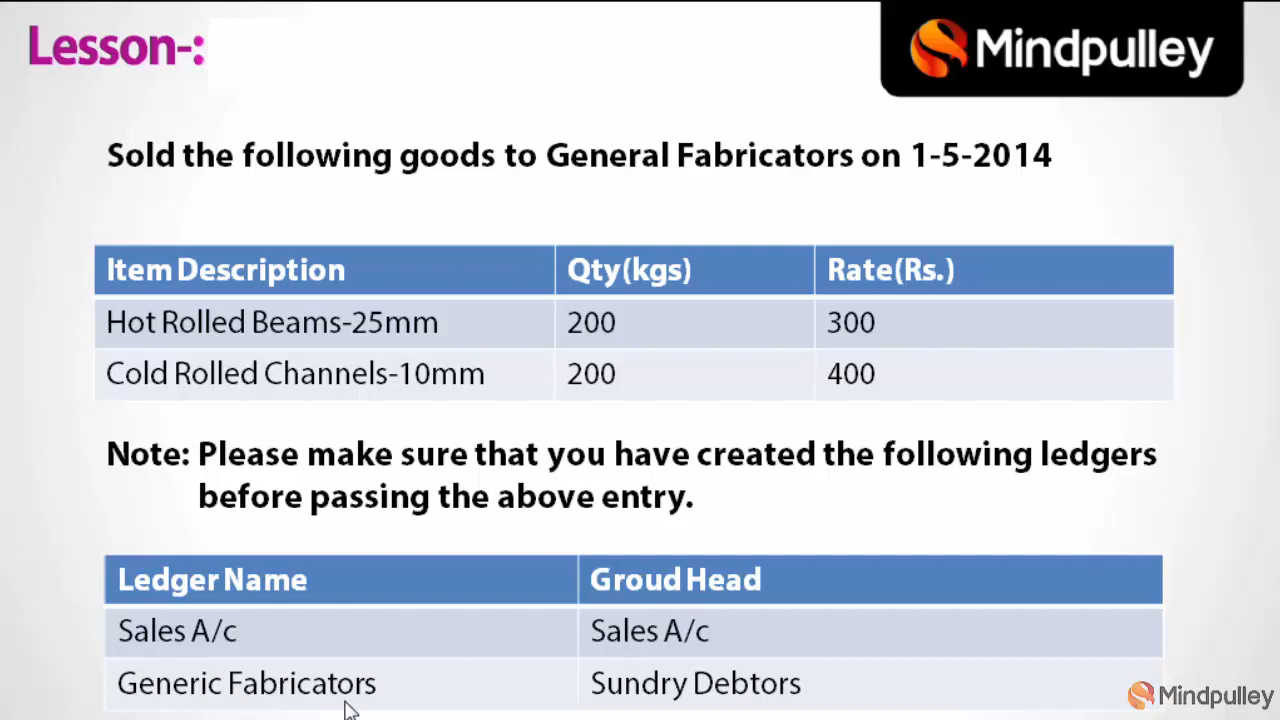 Lesson-:
Mindpulley
Sold the following goods to General Fabricators on 1-5-2014
Item Description Qty(kgs) Rate(Rs.)
Hot Rolled Beams-25mm 200 300
Cold Rolled Channels-10mm 200 400
Note: Please make sure that you have created the following ledgers
before passing the above entry.
Ledger Name Groud Head
Sales A/c Sales A/c
Generic Fabricators Sundry Debtors
Mindpulley